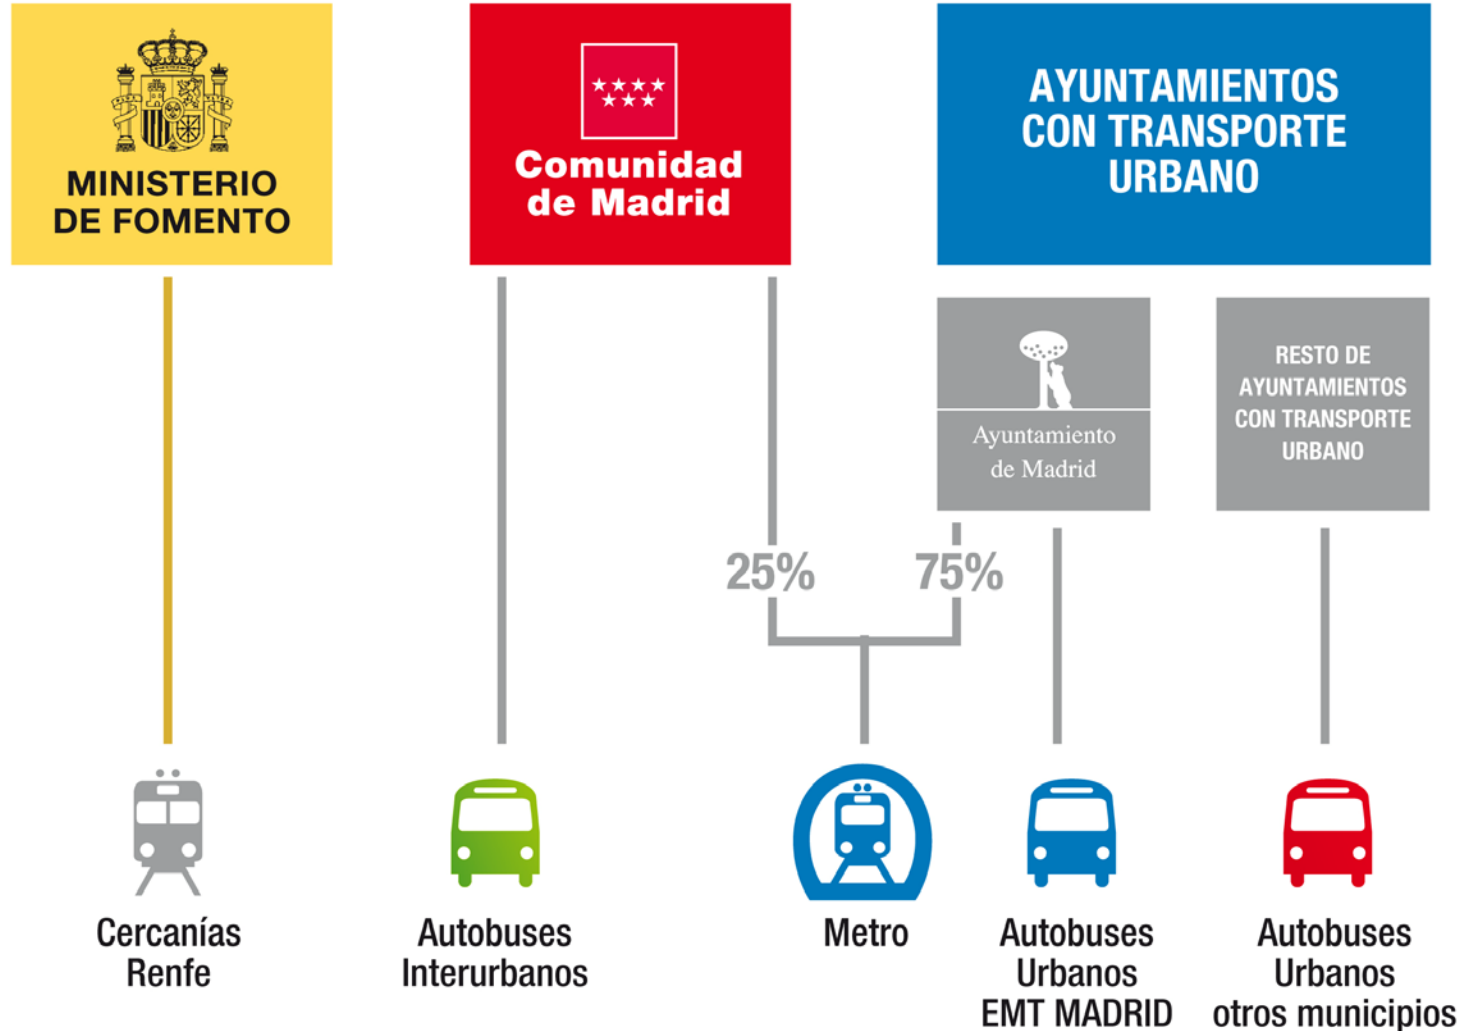 MINISTERIO
DE FOMENTO
Comunidad
de Madrid
AYUNTAMIENTOS
CON TRANSPORTE
URBANO
Ayuntamiento
de Madrid
RESTO DE
AYUNTAMIENTOS
CON TRANSPORTE
URBANO
25%
75%
Cercanías
Renfe
Autobuses
Interurbanos
Metro
Autobuses
Urbanos
EMT MADRID
Autobuses
Urbanos
otros municipios